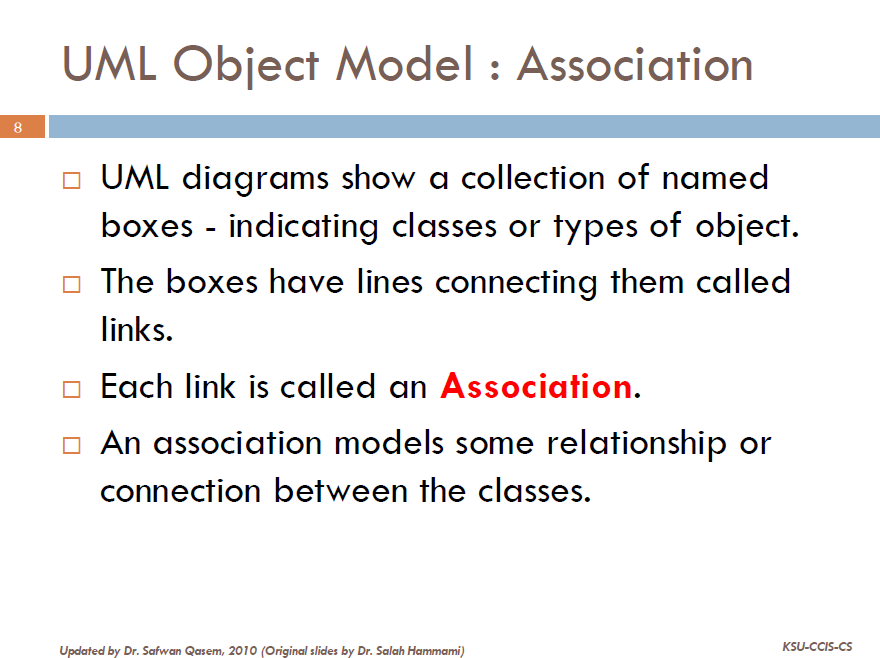 UML Object Model : Association
8
UML diagrams show a collection of named
boxes - indicating classes or types of object.
The boxes have lines connecting them called
links.
Each link is called an Association.
An association models some relationship or
connection between the classes.
Updated by Dr. Safwan Qasem, 2010 (Original slides by Dr. Salah Hammami)
KSU-CCIS-CS